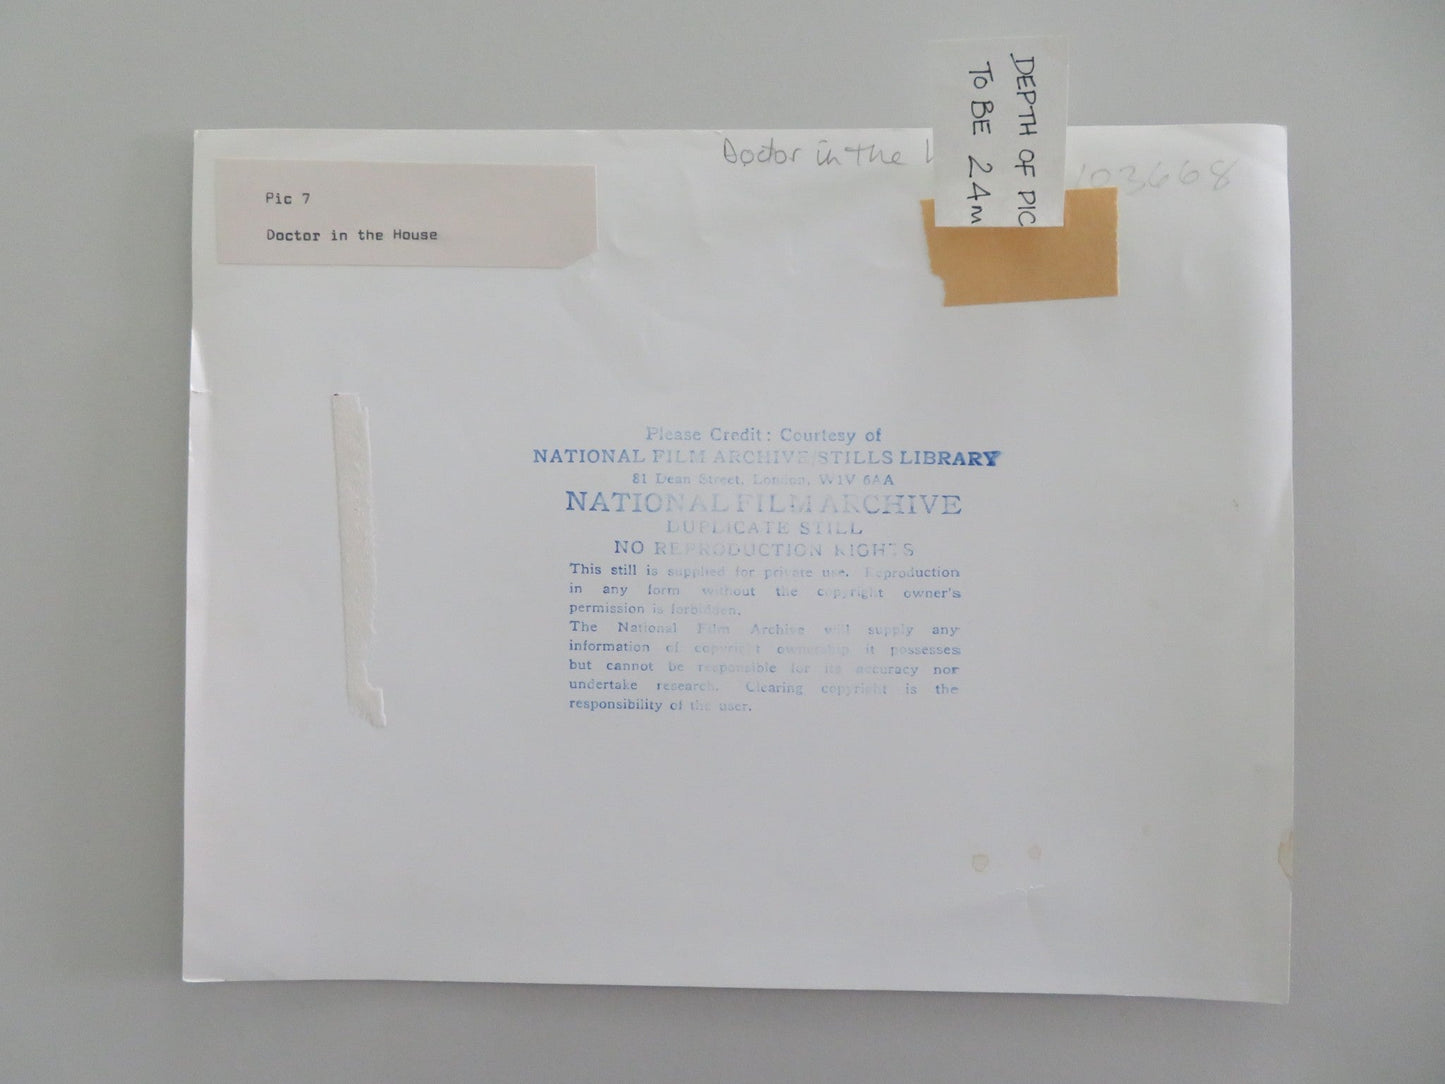 Pic 7
Doctor in the House
Doctor in the
103668
DEPTH OF PIC
TO BE 24m
Please Credit: Courtesy of
NATIONAL FILM ARCHIVE/STILLS LIBRARY
81 Dean Street, London, W1V 6AA
NATIONAL FILM ARCHIVE
DUPLICATE STILL
NO REPRODUCTION RIGHTS
This still is supplied for private use. Reproduction
in any form without the copyright owner's
permission is forbidden.
The National Film Archive will supply any
information of copyright ownership it possesses
but cannot be responsible for its accuracy nor
undertake research. Clearing copyright is the
responsibility of the user.